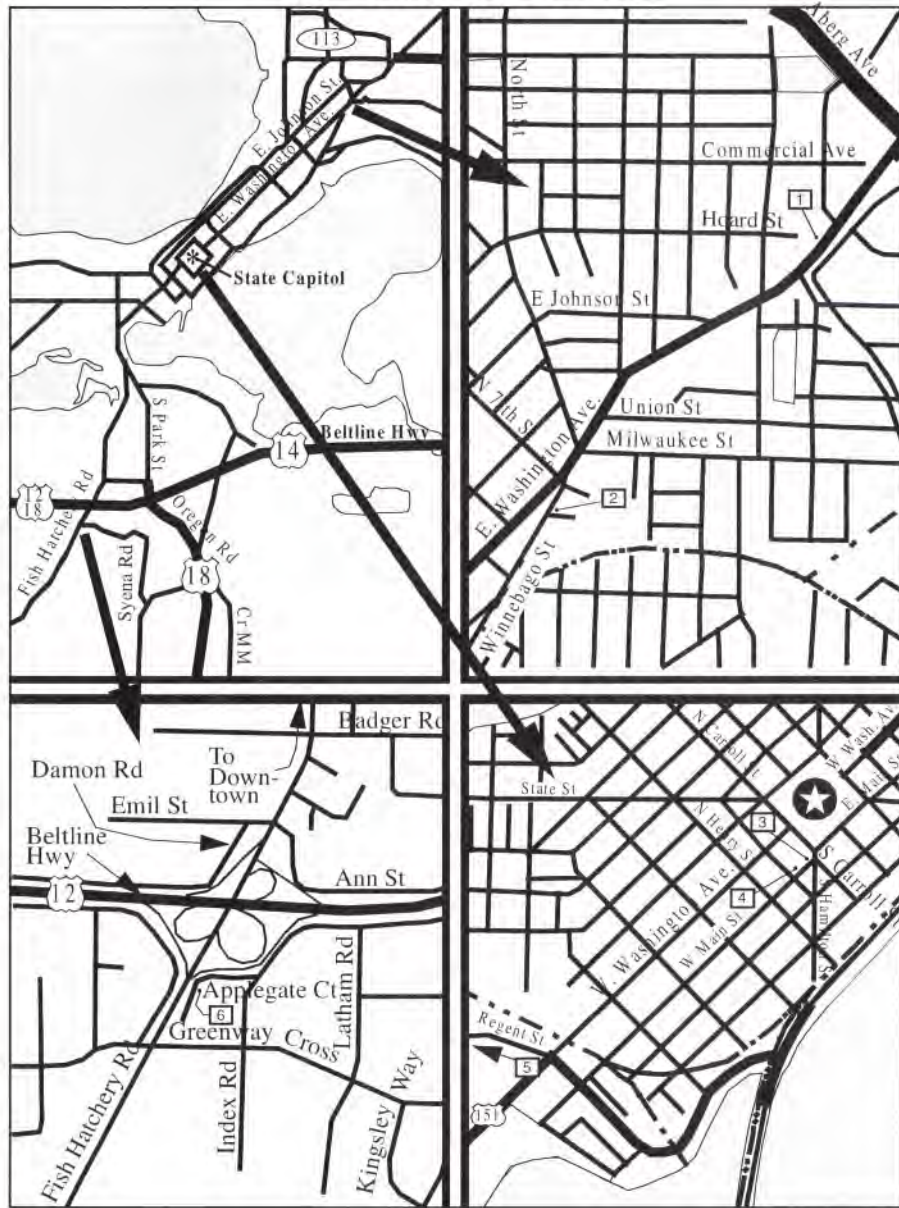 113
E. Johnson St.
E. Washington Ave.
*
State Capitol
S Park St
14
Beltline Hwy
12
18
Fish Hatchery Rd
Oregon Rd
Syena Rd
18
Cr MM
Aberg Ave
North St
Commercial Ave
1
Hoard St
E Johnson St
N 7th St
Union St
Milwaukee St
E. Washington Ave.
2
Winnebago St
Badger Rd
To
Down-
town
Damon Rd
Emil St
Beltline
Hwy
12
Ann St
Applegate Ct
6
Greenway Cross
Latham Rd
Index Rd
Fish Hatchery Rd
Kingsley Way
N Carroll St
W Wash. Av
E. Main St
State St
3
N Henry S
S Carroll S
4
W. Washington Ave.
W Main St
S Hamilton St
Regent St
5
151